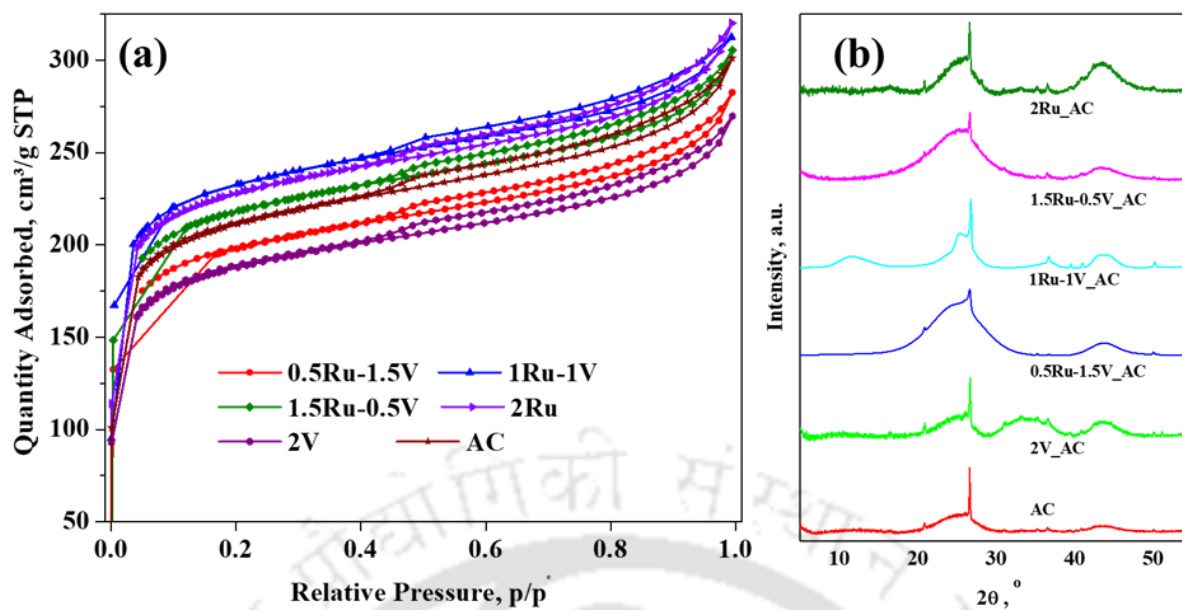 (a)
Quantity Adsorbed, cm³/g STP
300
250
200
150
100
50
0.0 0.2 0.4 0.6 0.8 1.0
Relative Pressure, p/p°
0.5Ru-1.5V 1Ru-1V
1.5Ru-0.5V 2Ru
2V AC
(b)
Intensity, a.u.
2Ru_AC
1.5Ru-0.5V_AC
1Ru-1V_AC
0.5Ru-1.5V_AC
2V_AC
AC
10 20 30 40 50
2θ , °